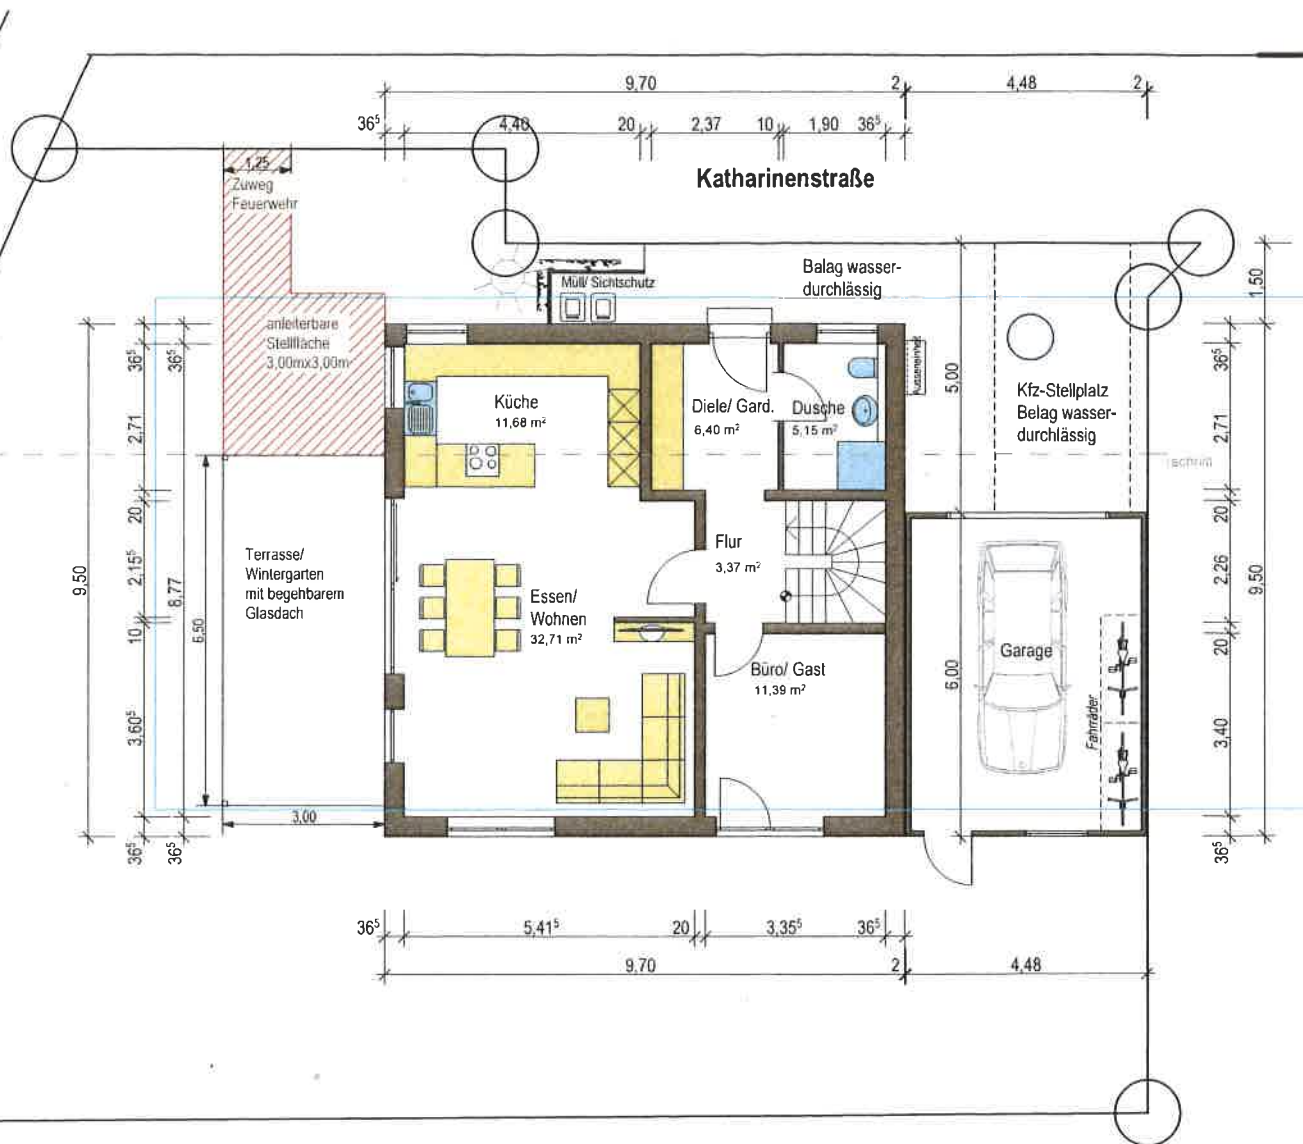 9,70
2
4,48
2
36⁵
4,40
20
2,37
10
1,90
36⁵
Katharinenstraße
1,25
Zuweg
Feuerwehr
Balag wasser-
durchlässig
Müll/ Sichtschutz
1,50
anleiterbare
Stellfläche
3,00mx3,00m
36⁵
36⁵
Küche
11,68 m²
Diele/ Gard.
6,40 m²
Dusche
5,15 m²
5,00
Kfz-Stellplatz
Belag wasser-
durchlässig
36⁵
2,71
2,71
20
20
Terrasse/
Wintergarten
mit begehbarem
Glasdach
Flur
3,37 m²
9,50
2,15⁵
8,77
2,26
9,50
Essen/
Wohnen
32,71 m²
10
6,50
20
Büro/ Gast
11,39 m²
6,00
Garage
Fahrräder
3,60⁵
3,40
3,00
36⁵
36⁵
36⁵
36⁵
5,41⁵
20
3,35⁵
36⁵
9,70
2
4,48